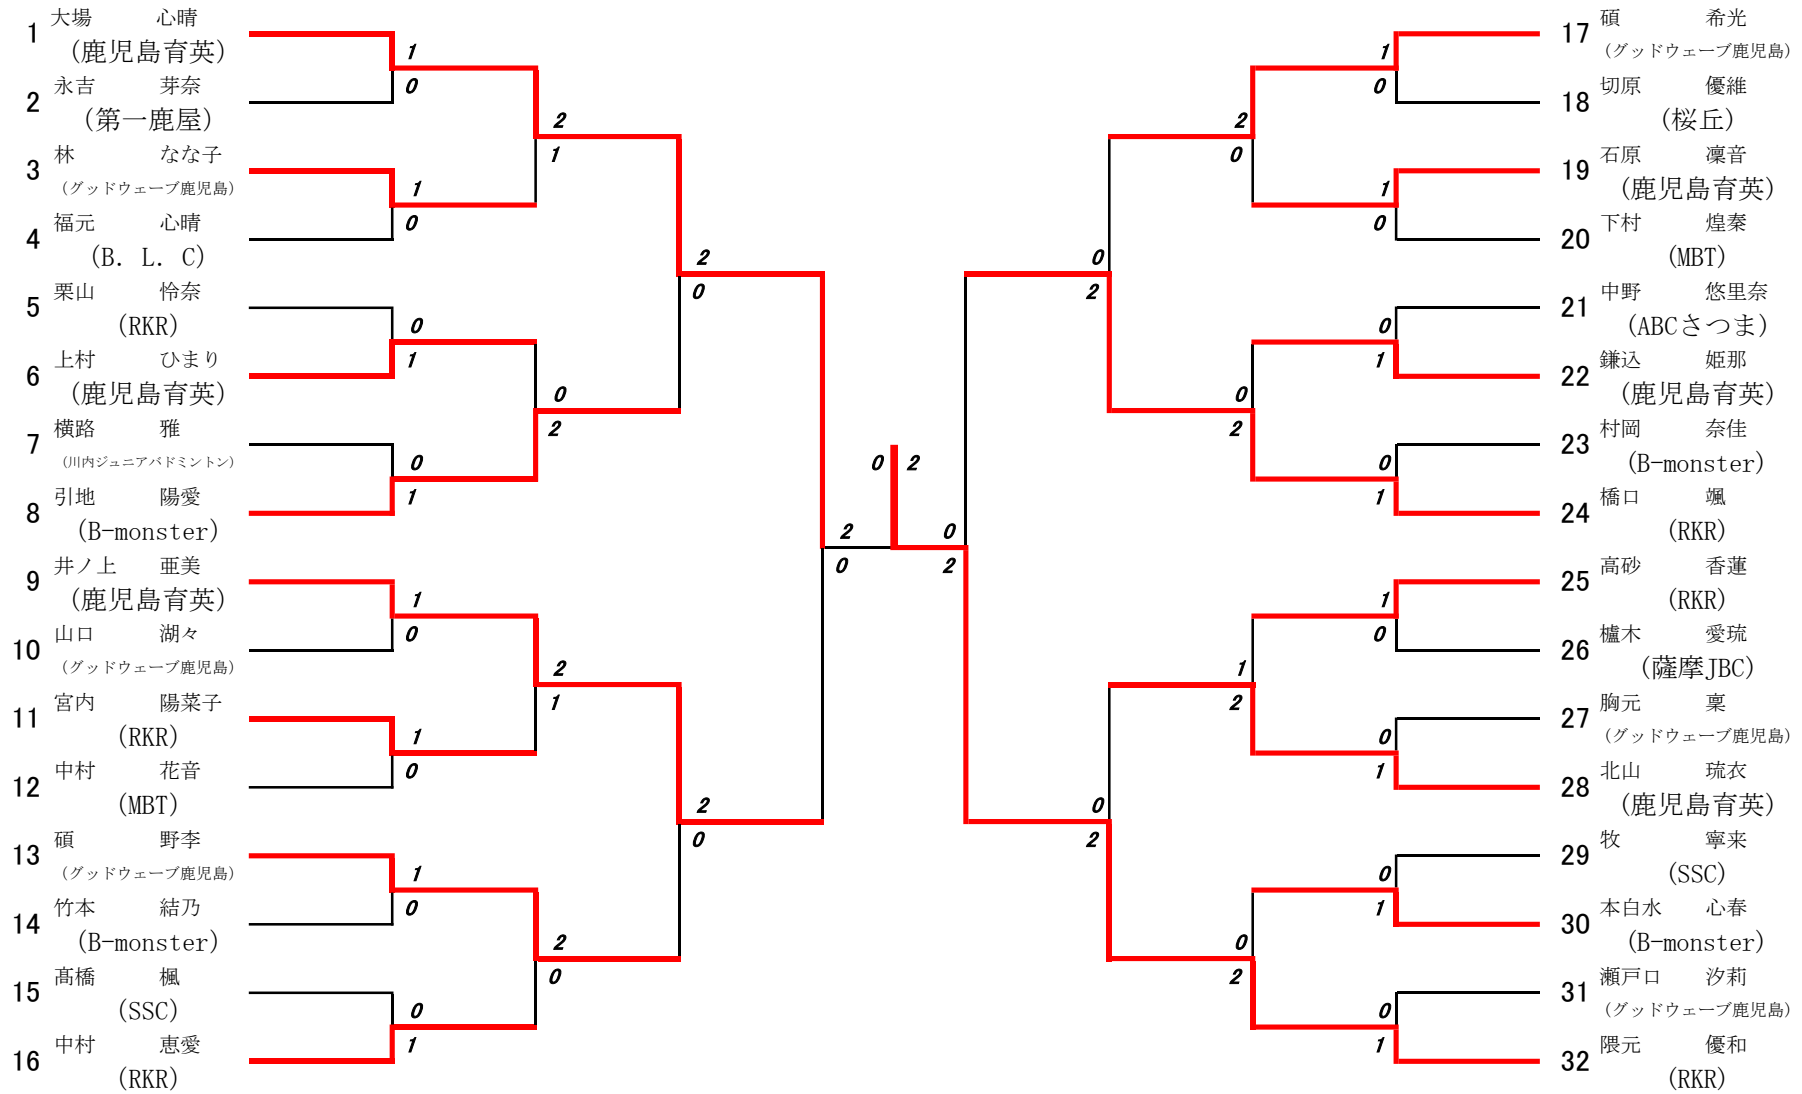 1 大場 心晴
(鹿児島育英)
2 永吉 芽奈
(第一鹿屋)
3 林 なな子
(グッドウェーブ鹿児島)
4 福元 心晴
(B. L. C)
5 栗山 怜奈
(RKR)
6 上村 ひまり
(鹿児島育英)
7 横路 雅
(川内ジュニアバドミントン)
8 引地 陽愛
(B-monster)
9 井ノ上 亜美
(鹿児島育英)
10 山口 湖々
(グッドウェーブ鹿児島)
11 宮内 陽菜子
(RKR)
12 中村 花音
(MBT)
13 碩 野李
(グッドウェーブ鹿児島)
14 竹本 結乃
(B-monster)
15 髙橋 楓
(SSC)
16 中村 恵愛
(RKR)
1
0
1
0
0
1
0
1
1
0
1
0
1
0
0
1
2
1
0
2
2
1
2
0
2
0
2
0
2
0
0 2
0
2
0
2
0
2
2
0
0
2
1
2
0
2
1
0
1
0
0
1
0
1
1
0
0
1
0
1
0
1
17 碩 希光
(グッドウェーブ鹿児島)
18 切原 優維
(桜丘)
19 石原 凜音
(鹿児島育英)
20 下村 煌秦
(MBT)
21 中野 悠里奈
(ABCさつま)
22 鎌込 姫那
(鹿児島育英)
23 村岡 奈佳
(B-monster)
24 橋口 颯
(RKR)
25 高砂 香蓮
(RKR)
26 櫨木 愛琉
(薩摩JBC)
27 胸元 稟
(グッドウェーブ鹿児島)
28 北山 琉衣
(鹿児島育英)
29 牧 寧来
(SSC)
30 本白水 心春
(B-monster)
31 瀬戸口 汐莉
(グッドウェーブ鹿児島)
32 隈元 優和
(RKR)